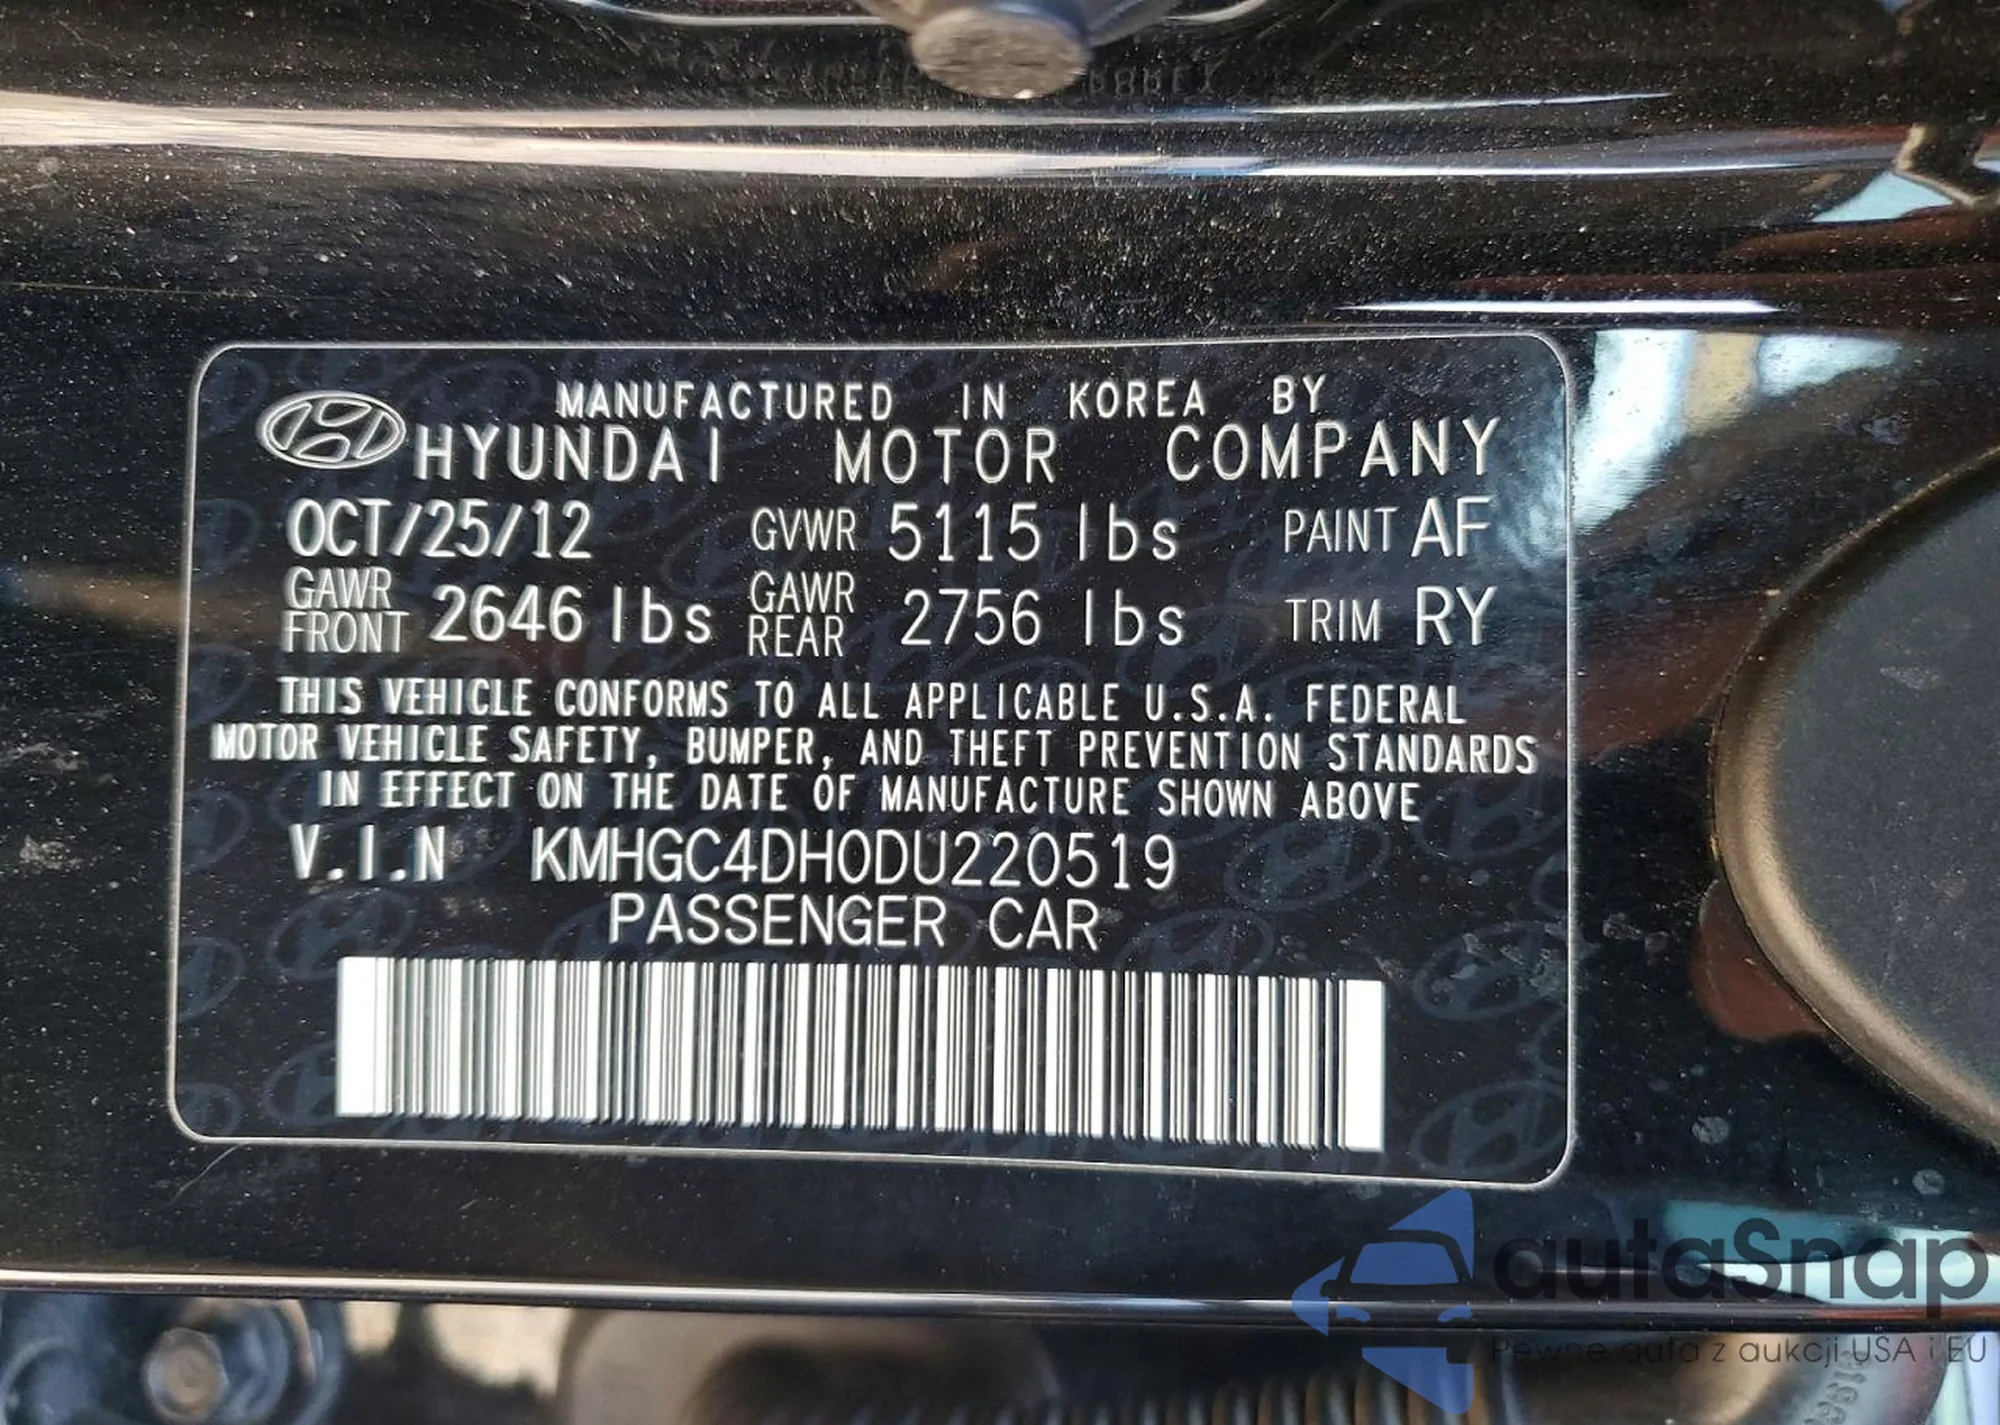 MANUFACTURED IN KOREA BY
HYUNDAI MOTOR COMPANY
OCT/25/12 GVWR 5115 lbs PAINT AF
GAWR FRONT 2646 lbs GAWR REAR 2756 lbs TRIM RY
THIS VEHICLE CONFORMS TO ALL APPLICABLE U.S.A. FEDERAL
MOTOR VEHICLE SAFETY, BUMPER, AND THEFT PREVENTION STANDARDS
IN EFFECT ON THE DATE OF MANUFACTURE SHOWN ABOVE
V.I.N KMHGC4DH0DU220519
PASSENGER CAR
autaSnap
Pewne auta z aukcji USA i EU